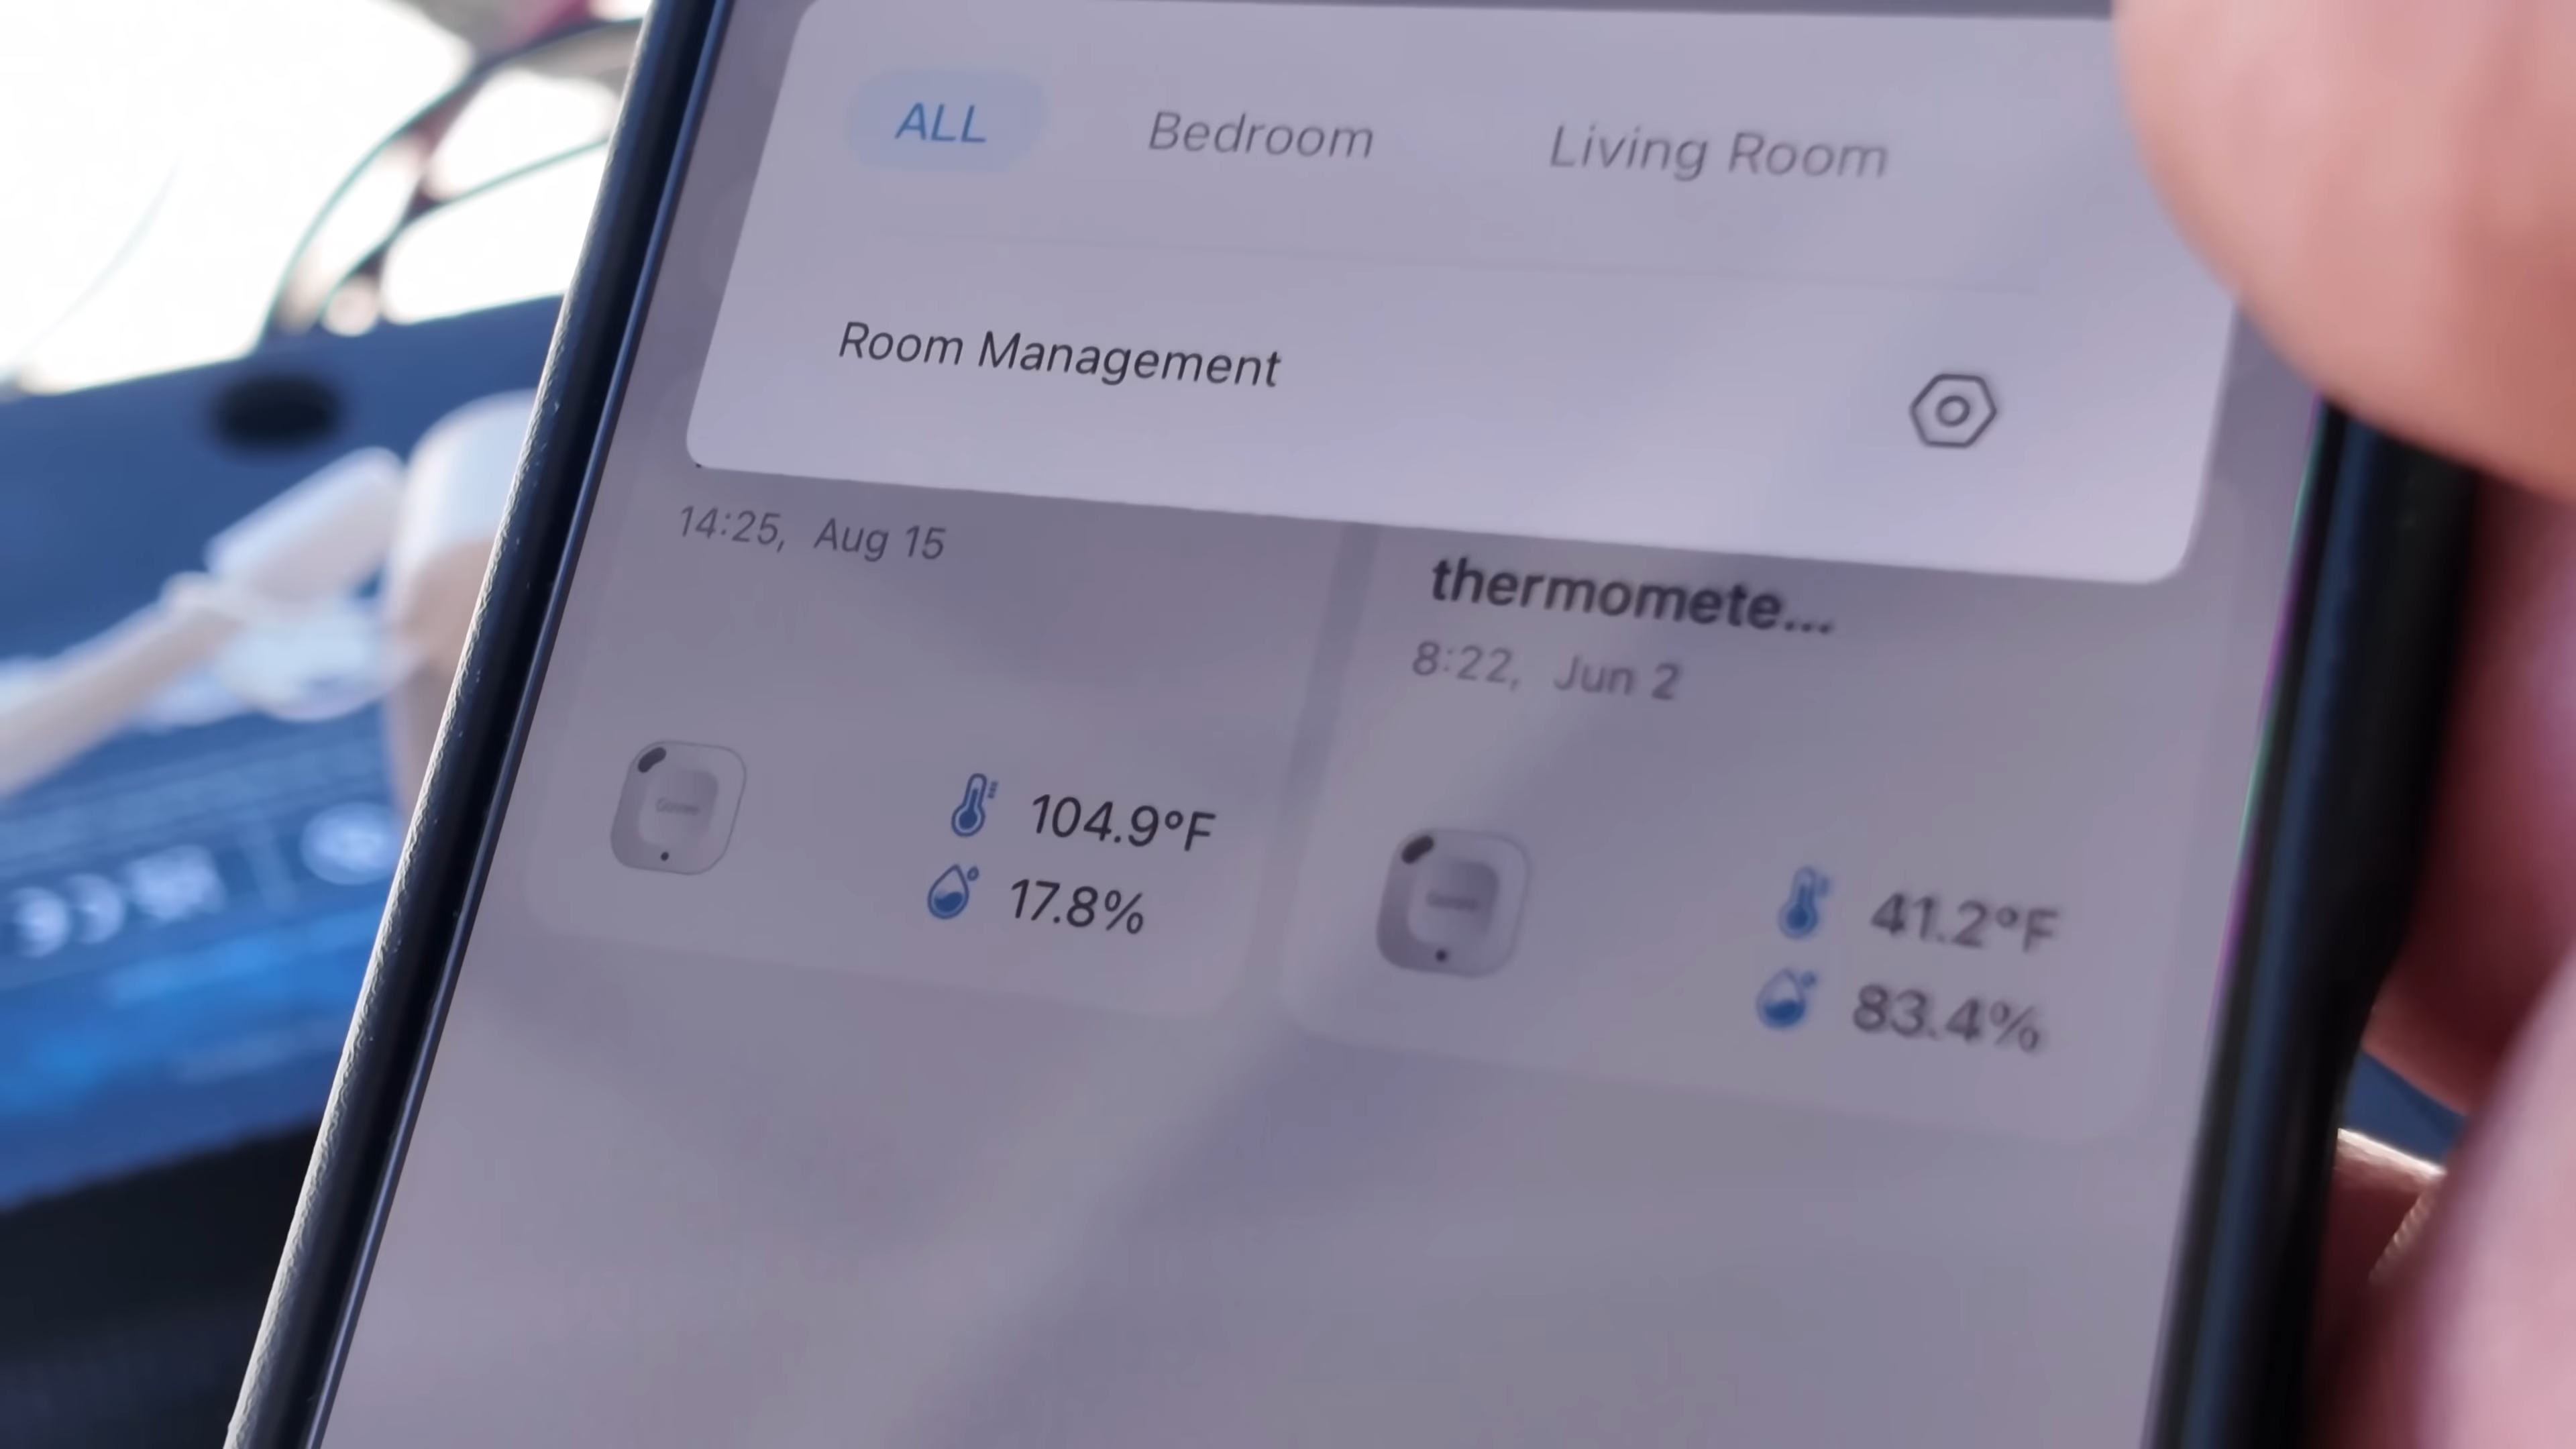 ALL Bedroom Living Room
Room Management
14:25, Aug 15
104.9°F
17.8%
thermomete...
8:22, Jun 2
41.2°F
83.4%